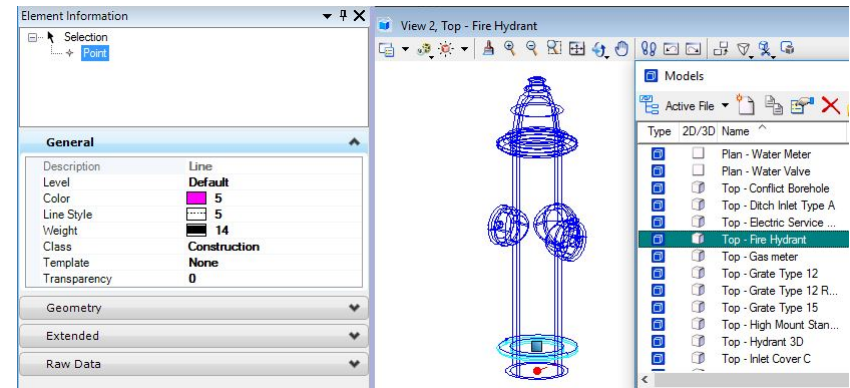 Element Information
Selection
Point
General
Description Line
Level Default
Color 5
Line Style 5
Weight 14
Class Construction
Template None
Transparency 0
Geometry
Extended
Raw Data
View 2, Top - Fire Hydrant
Models
Active File
Type 2D/3D Name
Plan - Water Meter
Plan - Water Valve
Top - Conflict Borehole
Top - Ditch Inlet Type A
Top - Electric Service ...
Top - Fire Hydrant
Top - Gas meter
Top - Grate Type 12
Top - Grate Type 12 R...
Top - Grate Type 15
Top - High Mount Stan...
Top - Hydrant 3D
Top - Inlet Cover C